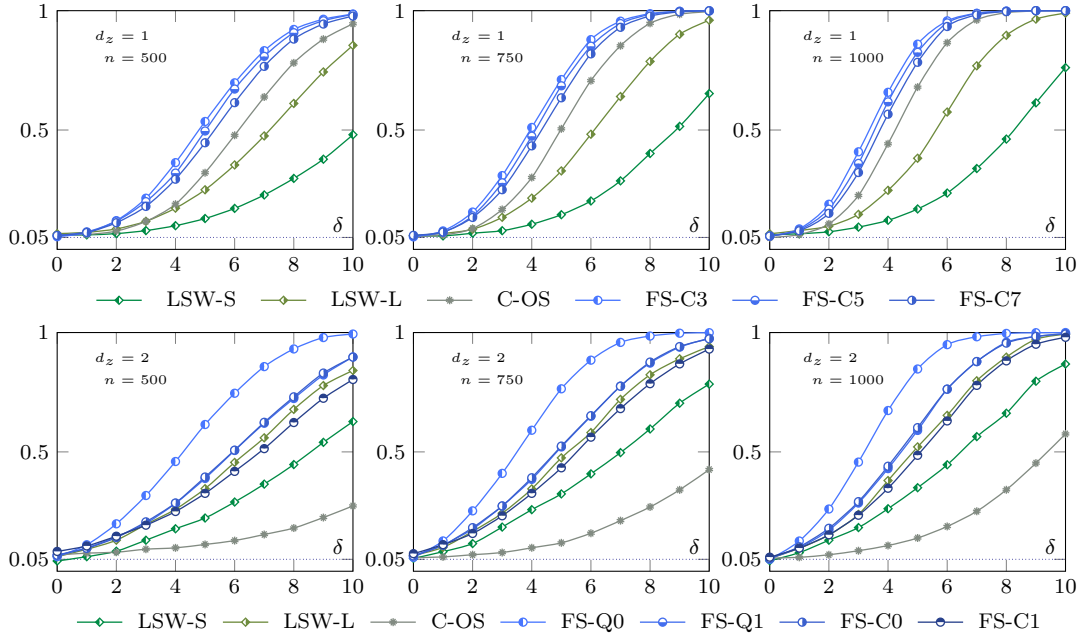 1
0.5
0.05
d_z = 1
n = 500
δ
0 2 4 6 8 10
1
0.5
0.05
d_z = 1
n = 750
δ
0 2 4 6 8 10
1
0.5
0.05
d_z = 1
n = 1000
δ
0 2 4 6 8 10
LSW-S LSW-L C-OS FS-C3 FS-C5 FS-C7
1
0.5
0.05
d_z = 2
n = 500
δ
0 2 4 6 8 10
1
0.5
0.05
d_z = 2
n = 750
δ
0 2 4 6 8 10
1
0.5
0.05
d_z = 2
n = 1000
δ
0 2 4 6 8 10
LSW-S LSW-L C-OS FS-Q0 FS-Q1 FS-C0 FS-C1